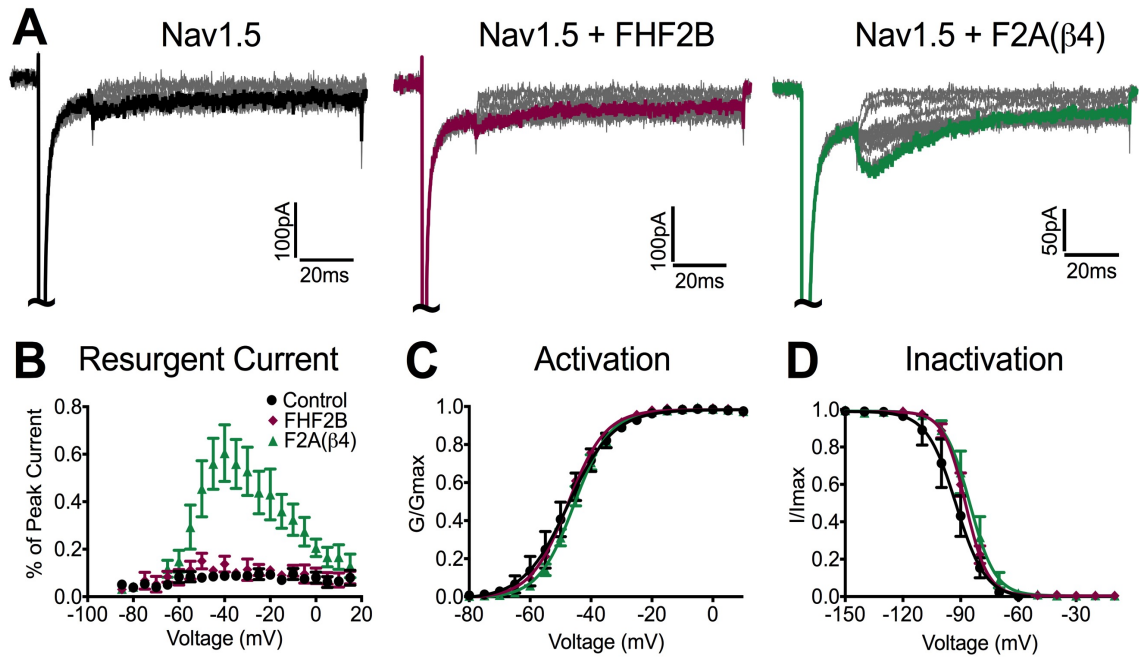 A
Nav1.5
Nav1.5 + FHF2B
Nav1.5 + F2A(β4)
100pA
20ms
100pA
20ms
50pA
20ms
B Resurgent Current
Control
FHF2B
F2A(β4)
% of Peak Current
0.8
0.6
0.4
0.2
0.0
-100 -80 -60 -40 -20 0 20
Voltage (mV)
C Activation
G/Gmax
1.0
0.8
0.6
0.4
0.2
0.0
-80 -60 -40 -20 0
Voltage (mV)
D Inactivation
I/Imax
1.0
0.8
0.6
0.4
0.2
0.0
-150 -120 -90 -60 -30
Voltage (mV)